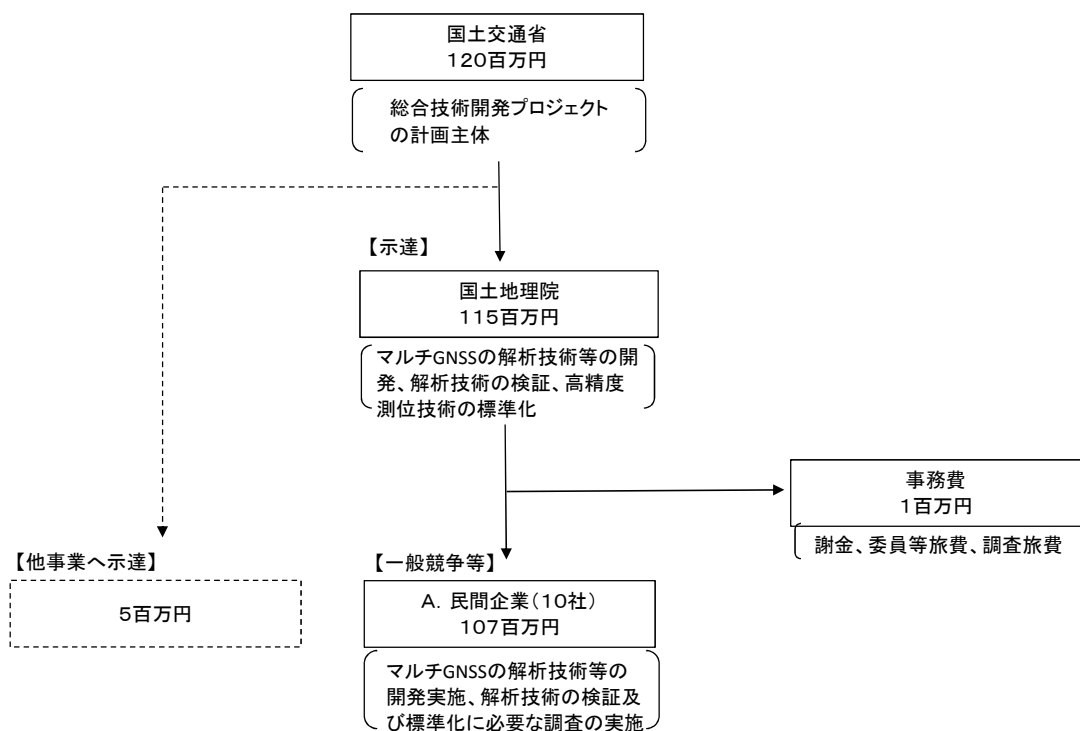 国土交通省
120百万円
総合技術開発プロジェクト
の計画主体
【示達】
国土地理院
115百万円
マルチGNSSの解析技術等の開
発、解析技術の検証、高精度
測位技術の標準化
事務費
1百万円
謝金、委員等旅費、調査旅費
【他事業へ示達】
5百万円
【一般競争等】
A．民間企業（10社）
107百万円
マルチGNSSの解析技術等の
開発実施、解析技術の検証及
び標準化に必要な調査の実施